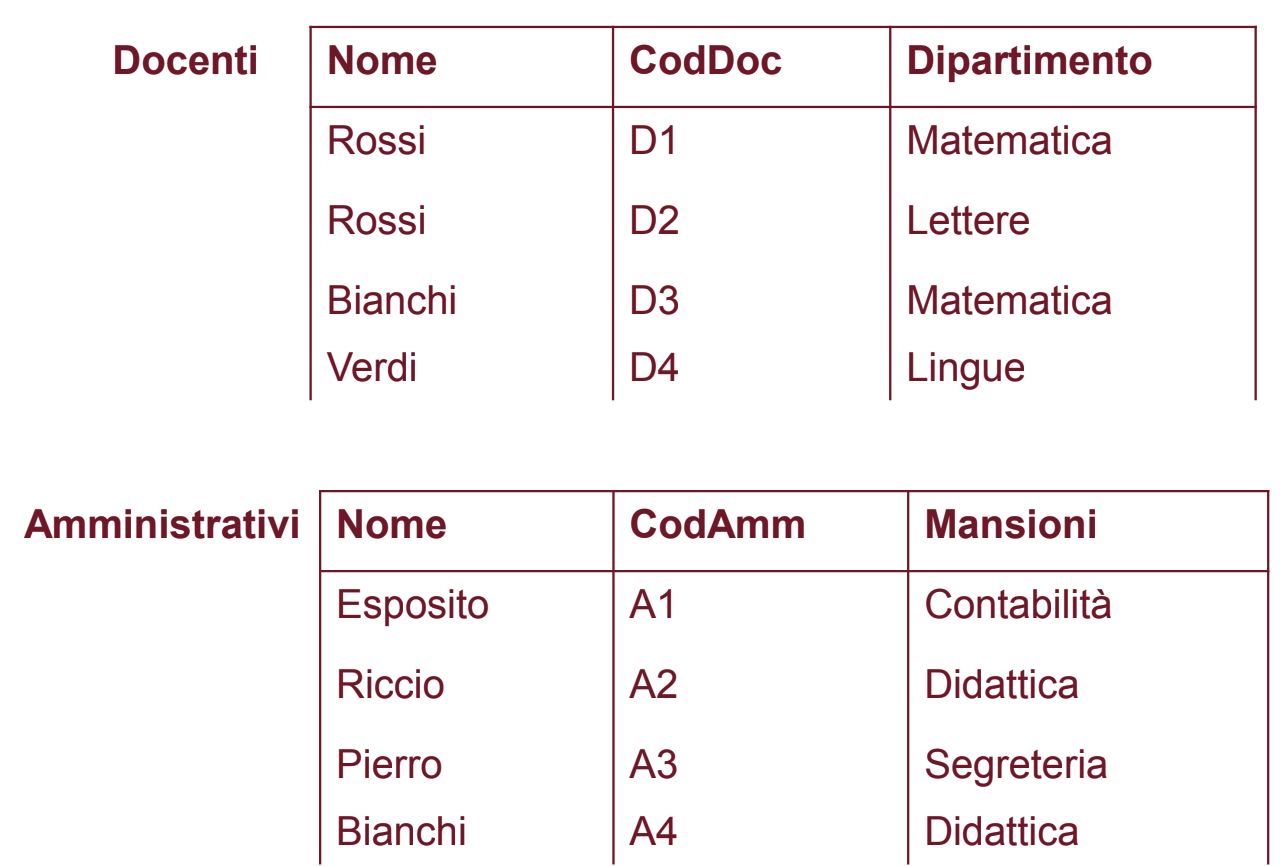 Docenti Nome CodDoc Dipartimento
Rossi D1 Matematica
Rossi D2 Lettere
Bianchi D3 Matematica
Verdi D4 Lingue
Amministrativi Nome CodAmm Mansioni
Esposito A1 Contabilità
Riccio A2 Didattica
Pierro A3 Segreteria
Bianchi A4 Didattica